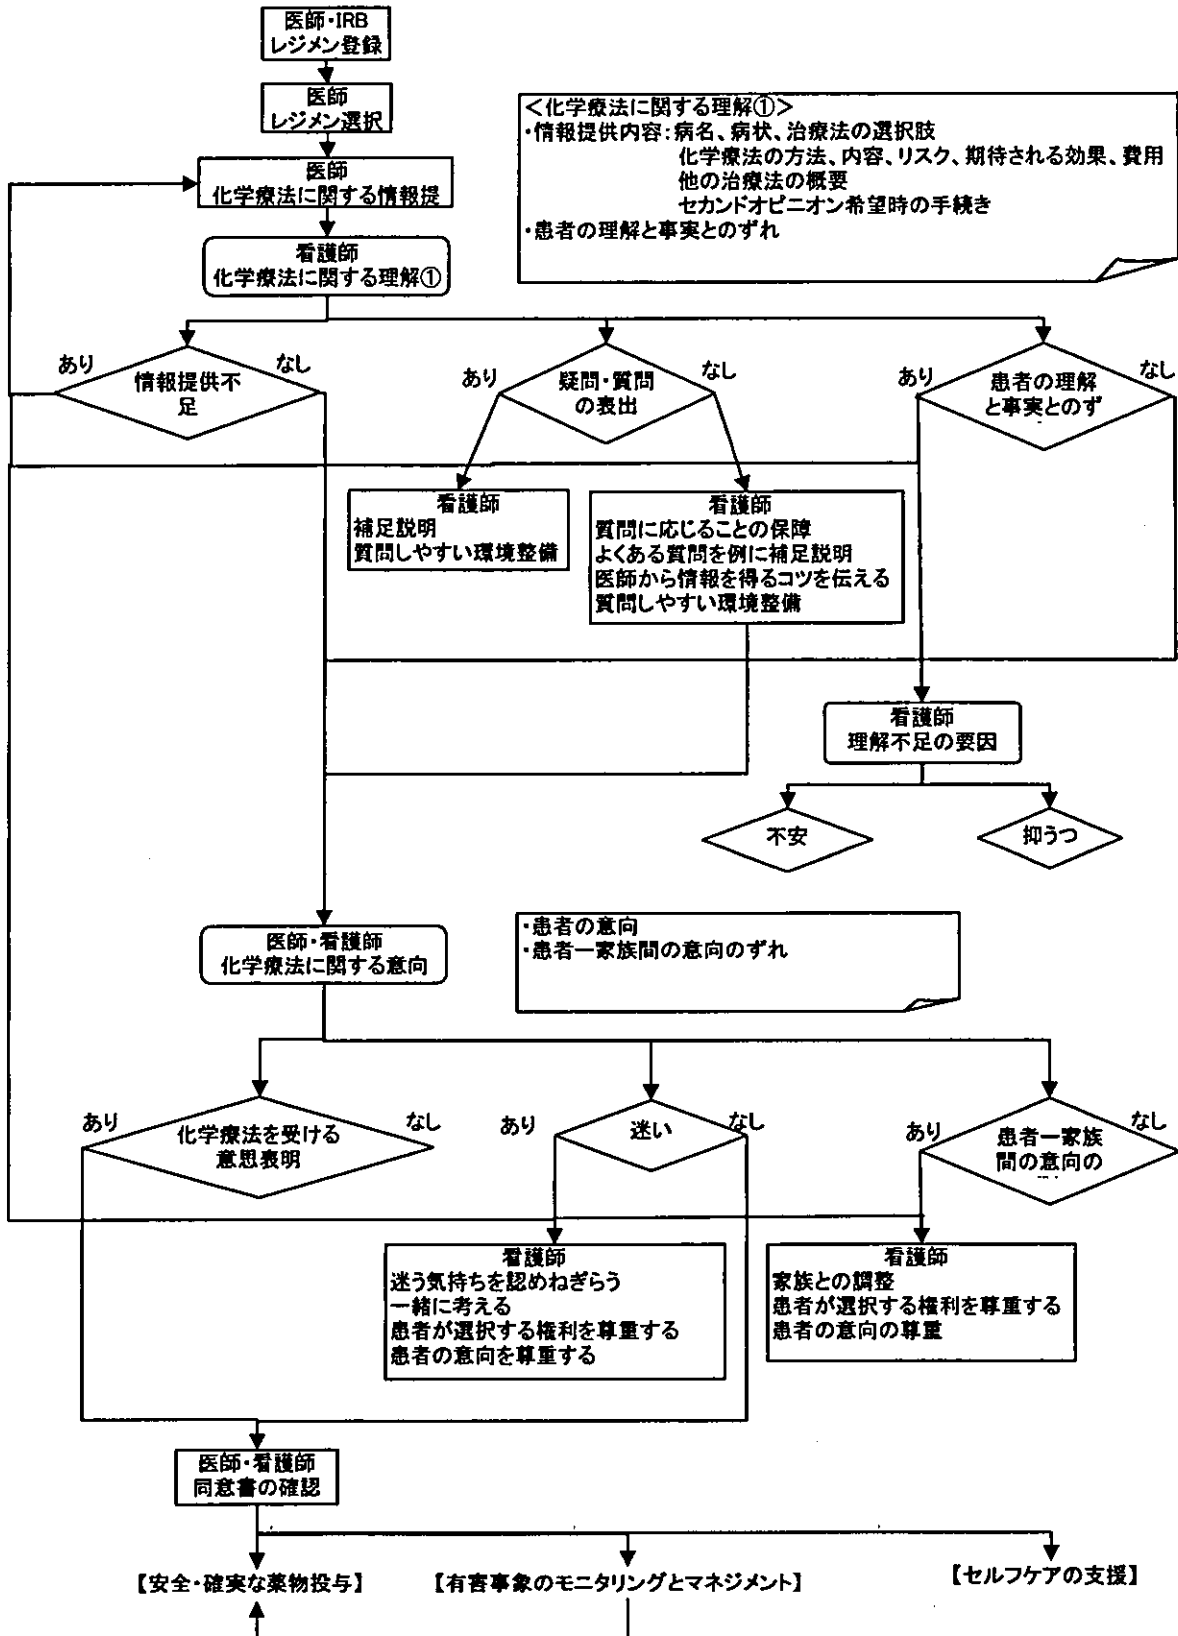 医師・IRB
レジメン登録
医師
レジメン選択
<化学療法に関する理解①>
・情報提供内容:病名、病状、治療法の選択肢
化学療法の方法、内容、リスク、期待される効果、費用
他の治療法の概要
セカンドオピニオン希望時の手続き
・患者の理解と事実とのずれ
医師
化学療法に関する情報提
看護師
化学療法に関する理解①
あり
情報提供不
足
なし
あり
疑問・質問
の表出
なし
あり
患者の理解
と事実とのず
なし
看護師
補足説明
質問しやすい環境整備
看護師
質問に応じることの保障
よくある質問を例に補足説明
医師から情報を得るコツを伝える
質問しやすい環境整備
看護師
理解不足の要因
不安
抑うつ
医師・看護師
化学療法に関する意向
・患者の意向
・患者ー家族間の意向のずれ
あり
化学療法を受ける
意思表明
なし
あり
迷い
なし
あり
患者ー家族
間の意向の
なし
看護師
迷う気持ちを認めねぎらう
一緒に考える
患者が選択する権利を尊重する
患者の意向を尊重する
看護師
家族との調整
患者が選択する権利を尊重する
患者の意向の尊重
医師・看護師
同意書の確認
【安全・確実な薬物投与】
【有害事象のモニタリングとマネジメント】
【セルフケアの支援】